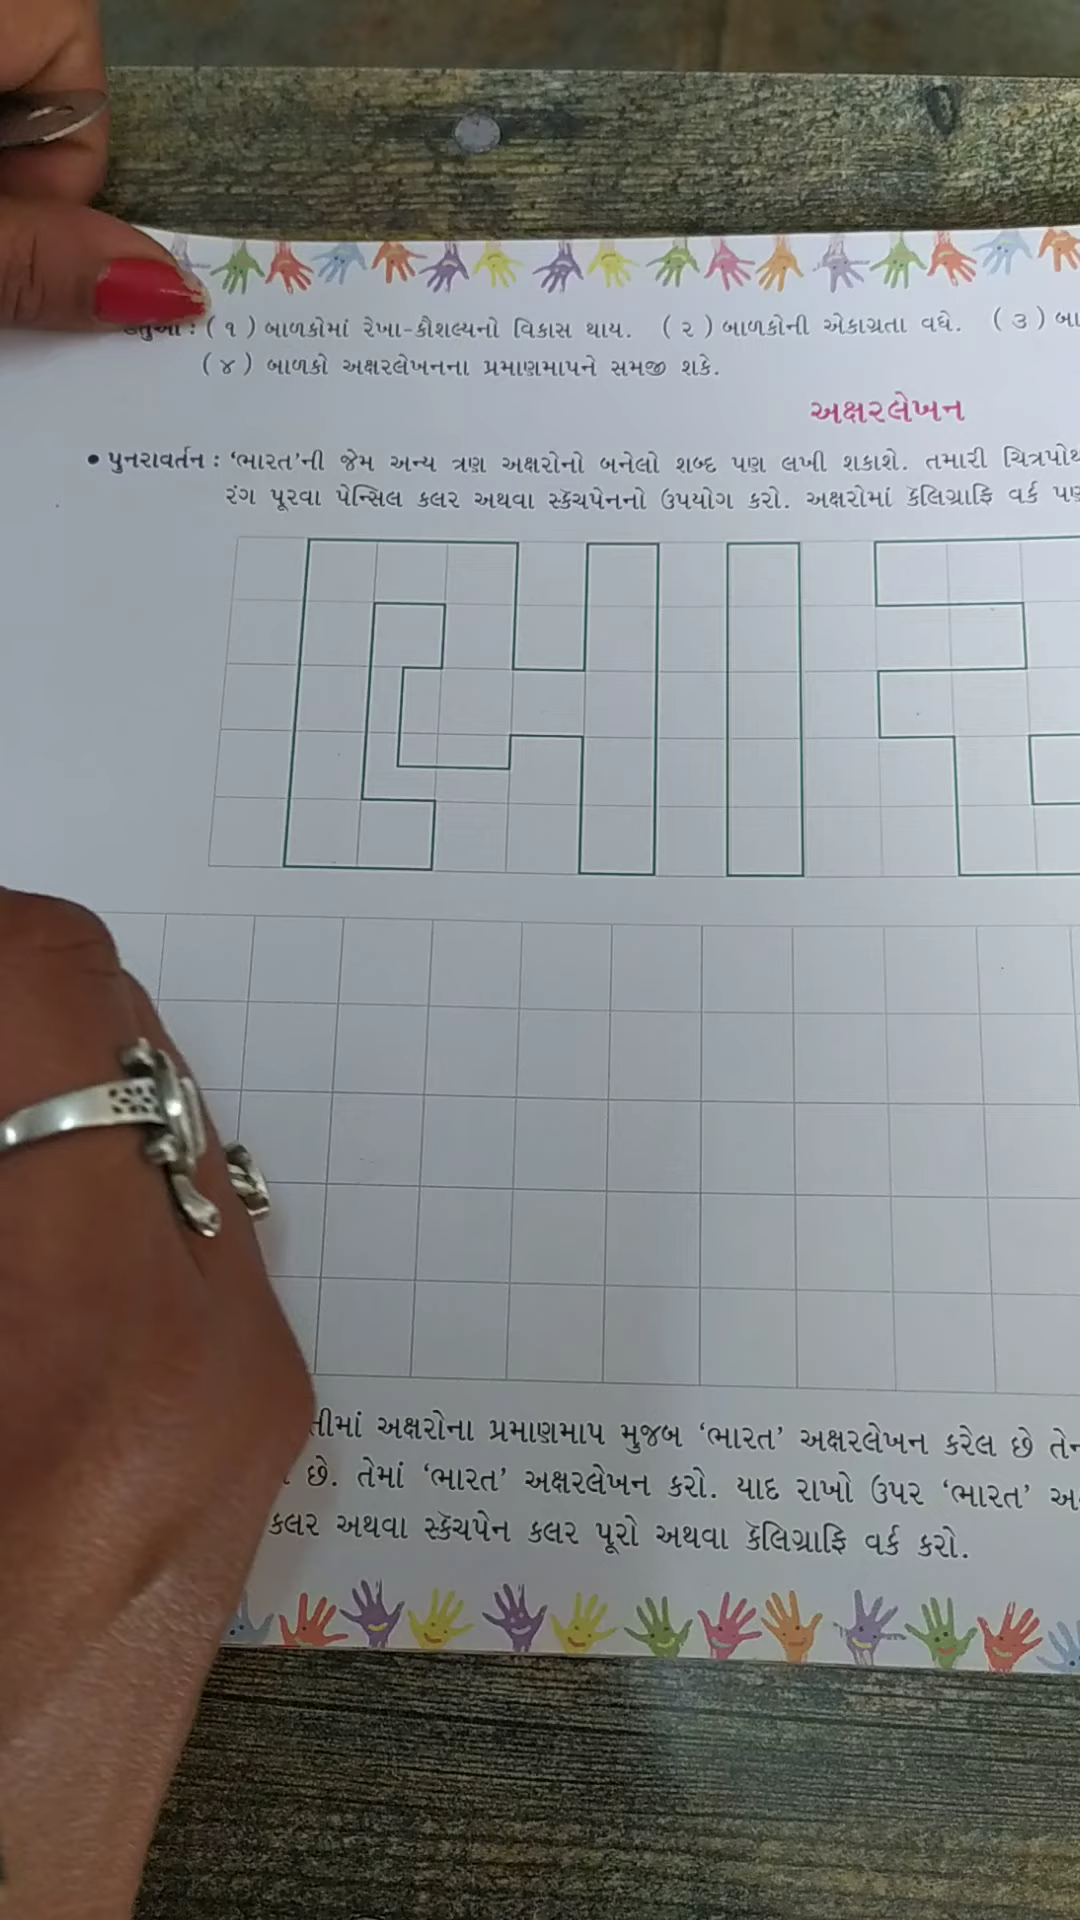 હેતુઓ : ( ૧ ) બાળકોમાં રેખા-કૌશલ્યનો વિકાસ થાય. ( ૨ ) બાળકોની એકાગ્રતા વધે. ( ૩ )
( ૪ ) બાળકો અક્ષરલેખનના પ્રમાણમાપને સમજી શકે.
અક્ષરલેખન
• પુનરાવર્તન : ‘ભારત’ની જેમ અન્ય ત્રણ અક્ષરોનો બનેલો શબ્દ પણ લખી શકાશે. તમારી
રંગ પૂરવા પેન્સિલ કલર અથવા સ્કૅચપેનનો ઉપયોગ કરો. અક્ષરોમાં કૅલિગ્રાફિ વર્ક પણ
ભાર
અક્ષરોના પ્રમાણમાપ મુજબ ‘ભારત’ અક્ષરલેખન કરેલ છે
છે. તેમાં ‘ભારત’ અક્ષરલેખન કરો. યાદ રાખો ઉપર ‘ભારત’
કલર અથવા સ્કૅચપેન કલર પૂરો અથવા કૅલિગ્રાફિ વર્ક કરો.